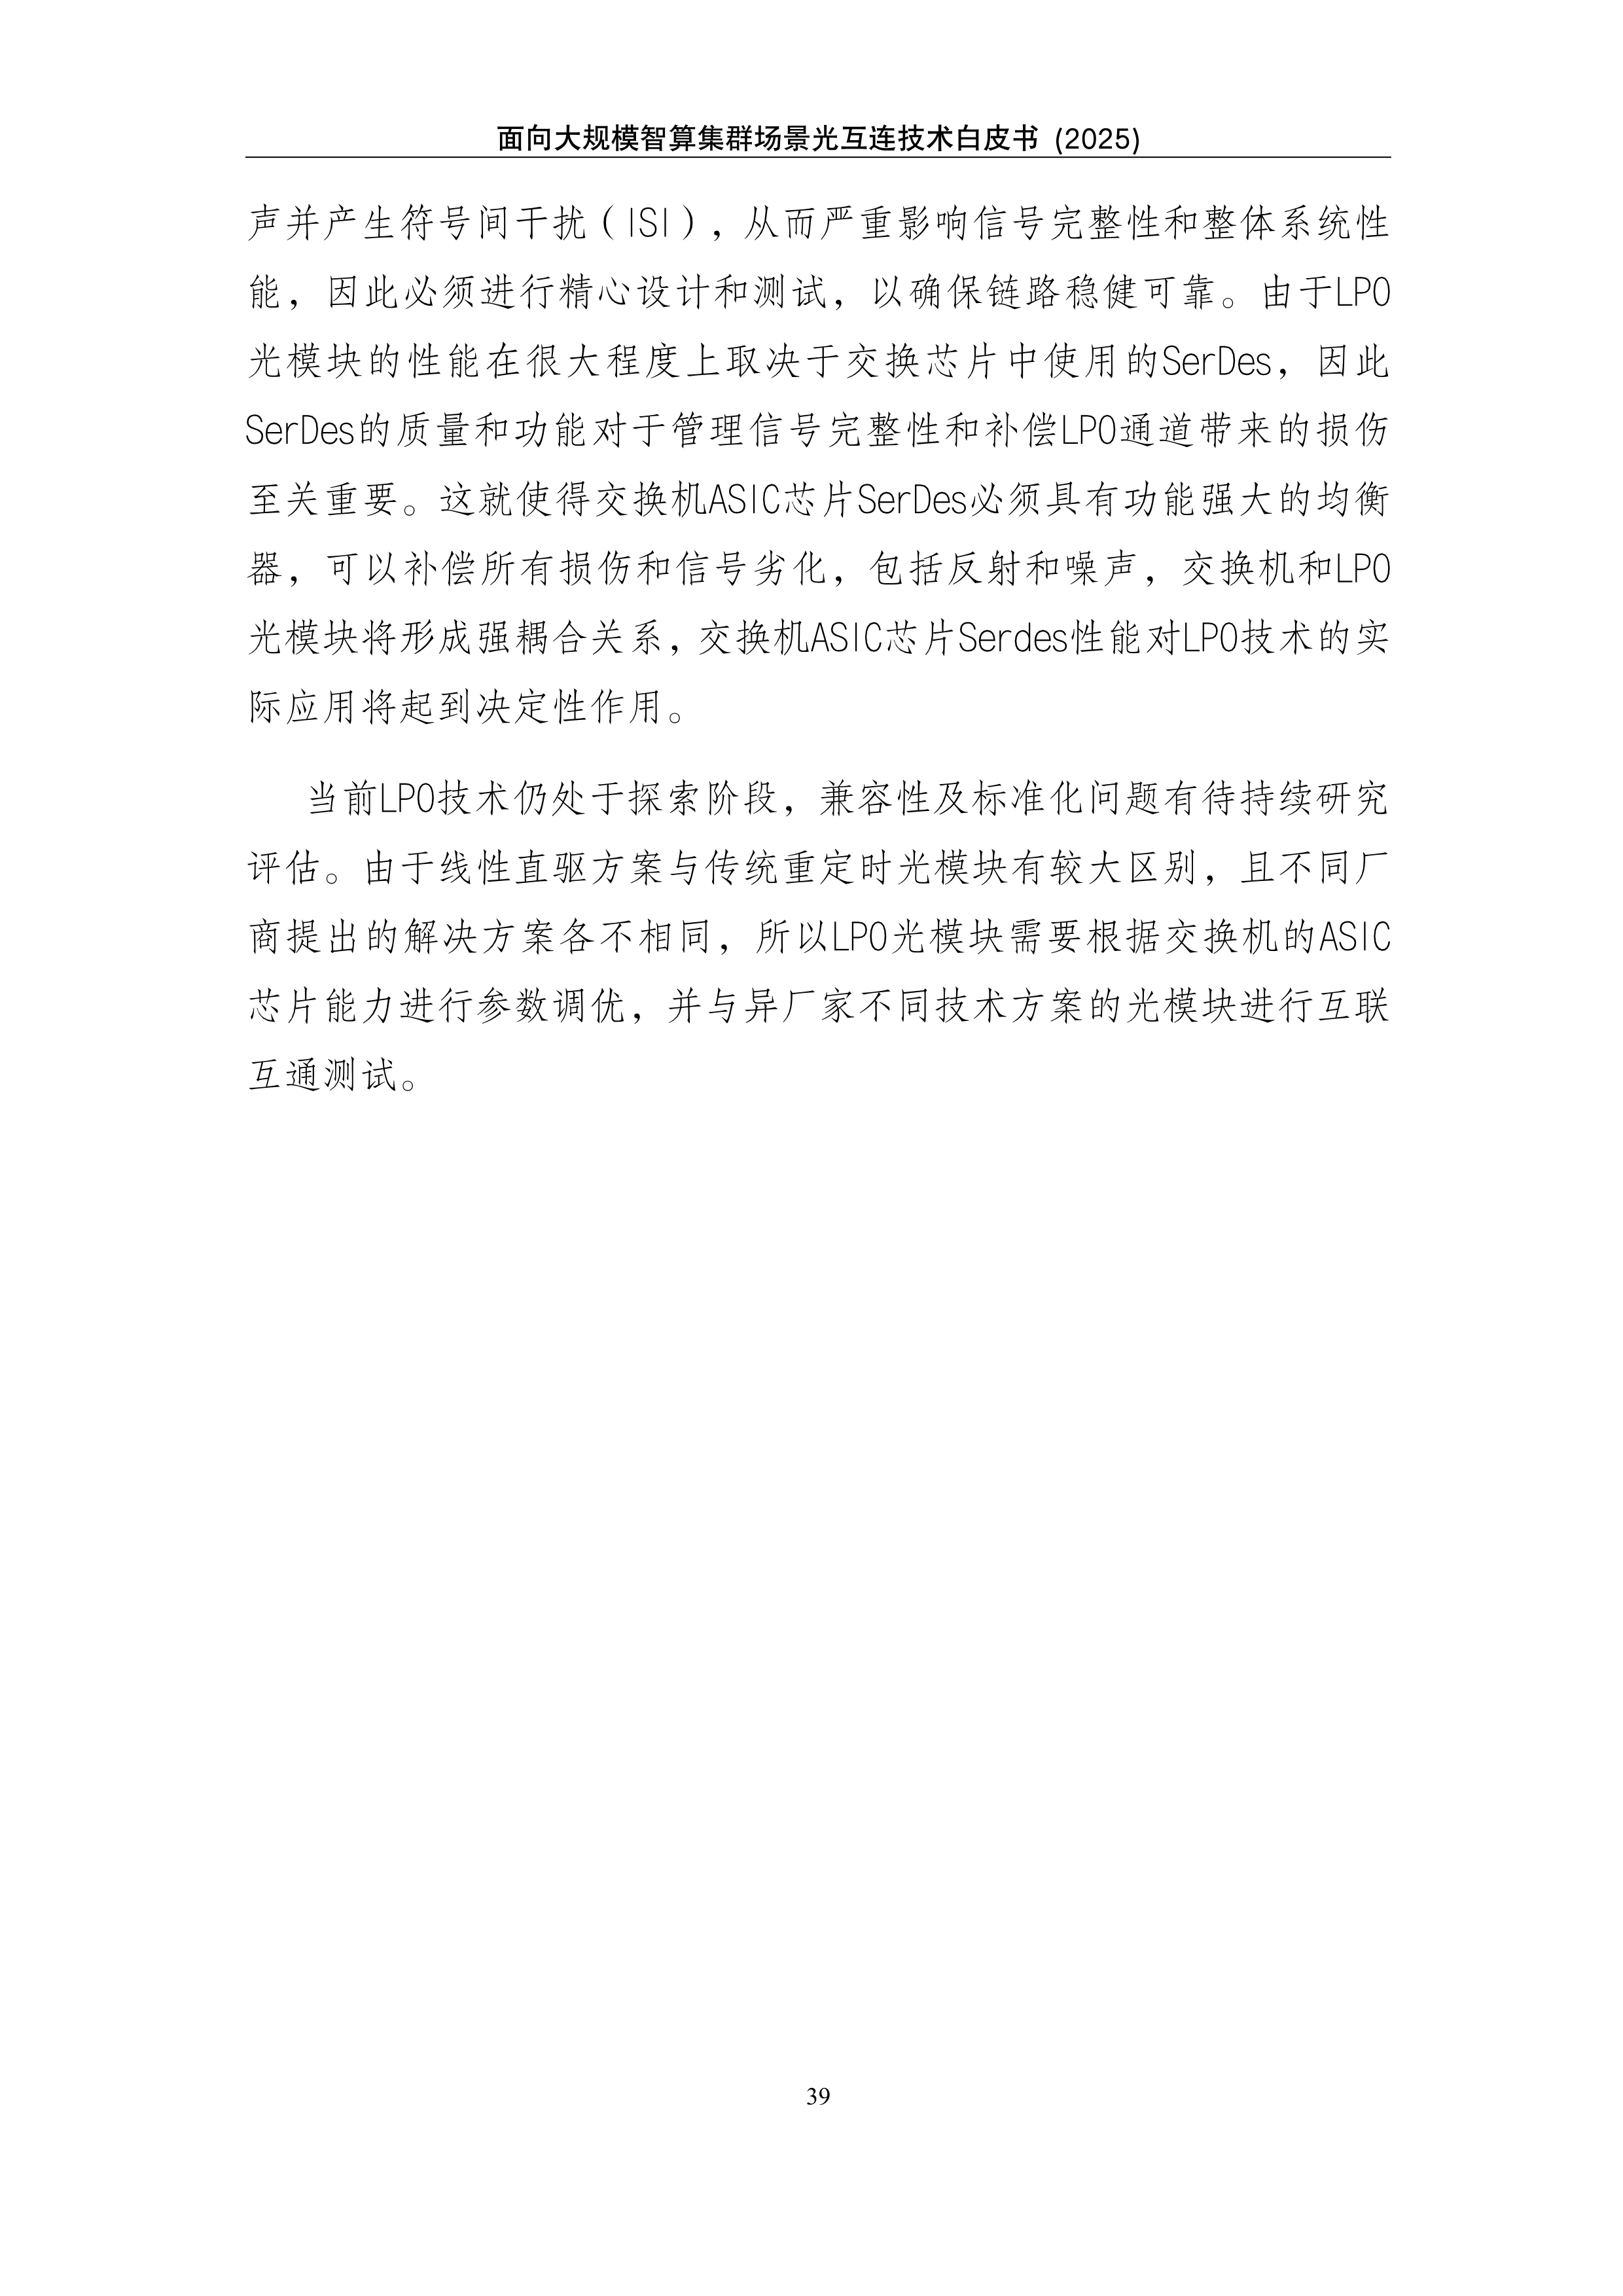 面向大规模智算集群场景光互连技术白皮书 (2025)
声并产生符号间干扰（ISI），从而严重影响信号完整性和整体系统性
能，因此必须进行精心设计和测试，以确保链路稳健可靠。由于LPO
光模块的性能在很大程度上取决于交换芯片中使用的SerDes，因此
SerDes的质量和功能对于管理信号完整性和补偿LPO通道带来的损伤
至关重要。这就使得交换机ASIC芯片SerDes必须具有功能强大的均衡
器，可以补偿所有损伤和信号劣化，包括反射和噪声，交换机和LPO
光模块将形成强耦合关系，交换机ASIC芯片Serdes性能对LPO技术的实
际应用将起到决定性作用。
当前LPO技术仍处于探索阶段，兼容性及标准化问题有待持续研究
评估。由于线性直驱方案与传统重定时光模块有较大区别，且不同厂
商提出的解决方案各不相同，所以LPO光模块需要根据交换机的ASIC
芯片能力进行参数调优，并与异厂家不同技术方案的光模块进行互联
互通测试。
39